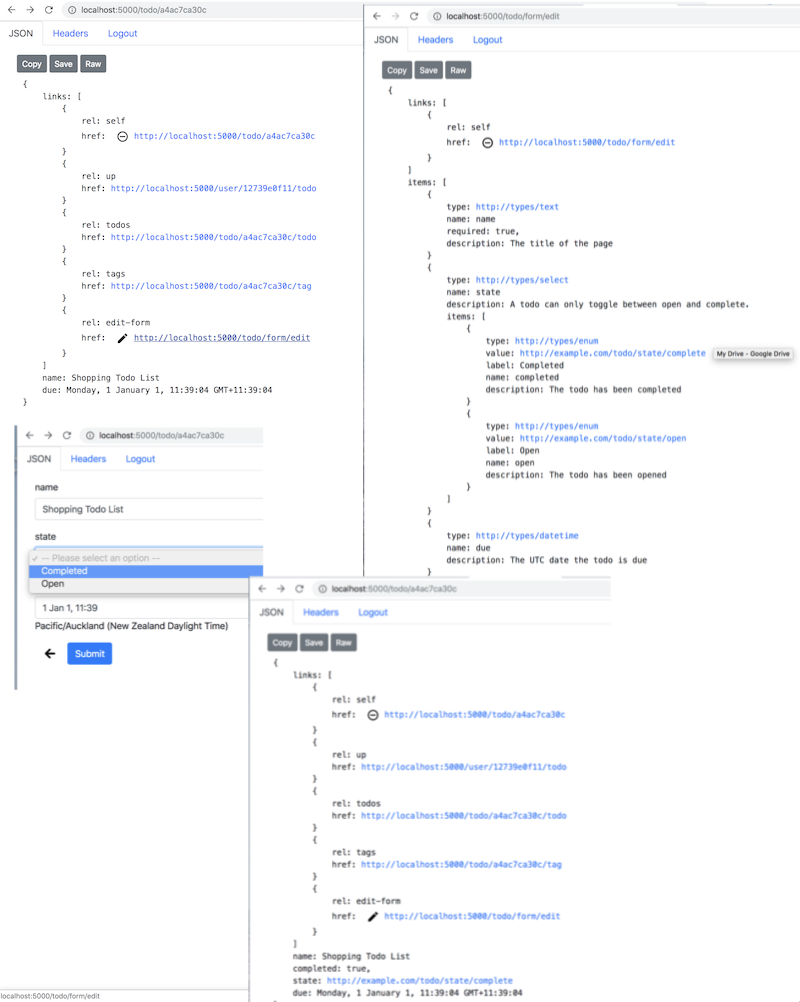 localhost:5000/todo/a4ac7ca30c
JSON Headers Logout
Copy Save Raw
{
links: [
{
rel: self
href: http://localhost:5000/todo/a4ac7ca30c
}
{
rel: up
href: http://localhost:5000/user/12739e0f11/todo
}
{
rel: todos
href: http://localhost:5000/todo/a4ac7ca30c/todo
}
{
rel: tags
href: http://localhost:5000/todo/a4ac7ca30c/tag
}
{
rel: edit-form
href: http://localhost:5000/todo/form/edit
}
]
name: Shopping Todo List
due: Monday, 1 January 1, 11:39:04 GMT+11:39:04
}
localhost:5000/todo/form/edit
JSON Headers Logout
Copy Save Raw
{
links: [
{
rel: self
href: http://localhost:5000/todo/form/edit
}
]
items: [
{
type: http://types/text
name: name
required: true,
description: The title of the page
}
{
type: http://types/select
name: state
description: A todo can only toggle between open and complete.
items: [
{
type: http://types/enum
value: http://example.com/todo/state/complete
My Drive - Google Drive
label: Completed
name: completed
description: The todo has been completed
}
{
type: http://types/enum
value: http://example.com/todo/state/open
label: Open
name: open
description: The todo has been opened
}
]
}
{
type: http://types/datetime
name: due
description: The UTC date the todo is due
}
localhost:5000/todo/a4ac7ca30c
JSON Headers Logout
name
Shopping Todo List
state
✓ -- Please select an option --
Completed
Open
1 Jan 1, 11:39
Pacific/Auckland (New Zealand Daylight Time)
Submit
localhost:5000/todo/a4ac7ca30c
JSON Headers Logout
Copy Save Raw
{
links: [
{
rel: self
href: http://localhost:5000/todo/a4ac7ca30c
}
{
rel: up
href: http://localhost:5000/user/12739e0f11/todo
}
{
rel: todos
href: http://localhost:5000/todo/a4ac7ca30c/todo
}
{
rel: tags
href: http://localhost:5000/todo/a4ac7ca30c/tag
}
{
rel: edit-form
href: http://localhost:5000/todo/form/edit
}
]
name: Shopping Todo List
completed: true,
state: http://example.com/todo/state/complete
due: Monday, 1 January 1, 11:39:04 GMT+11:39:04
localhost:5000/todo/form/edit